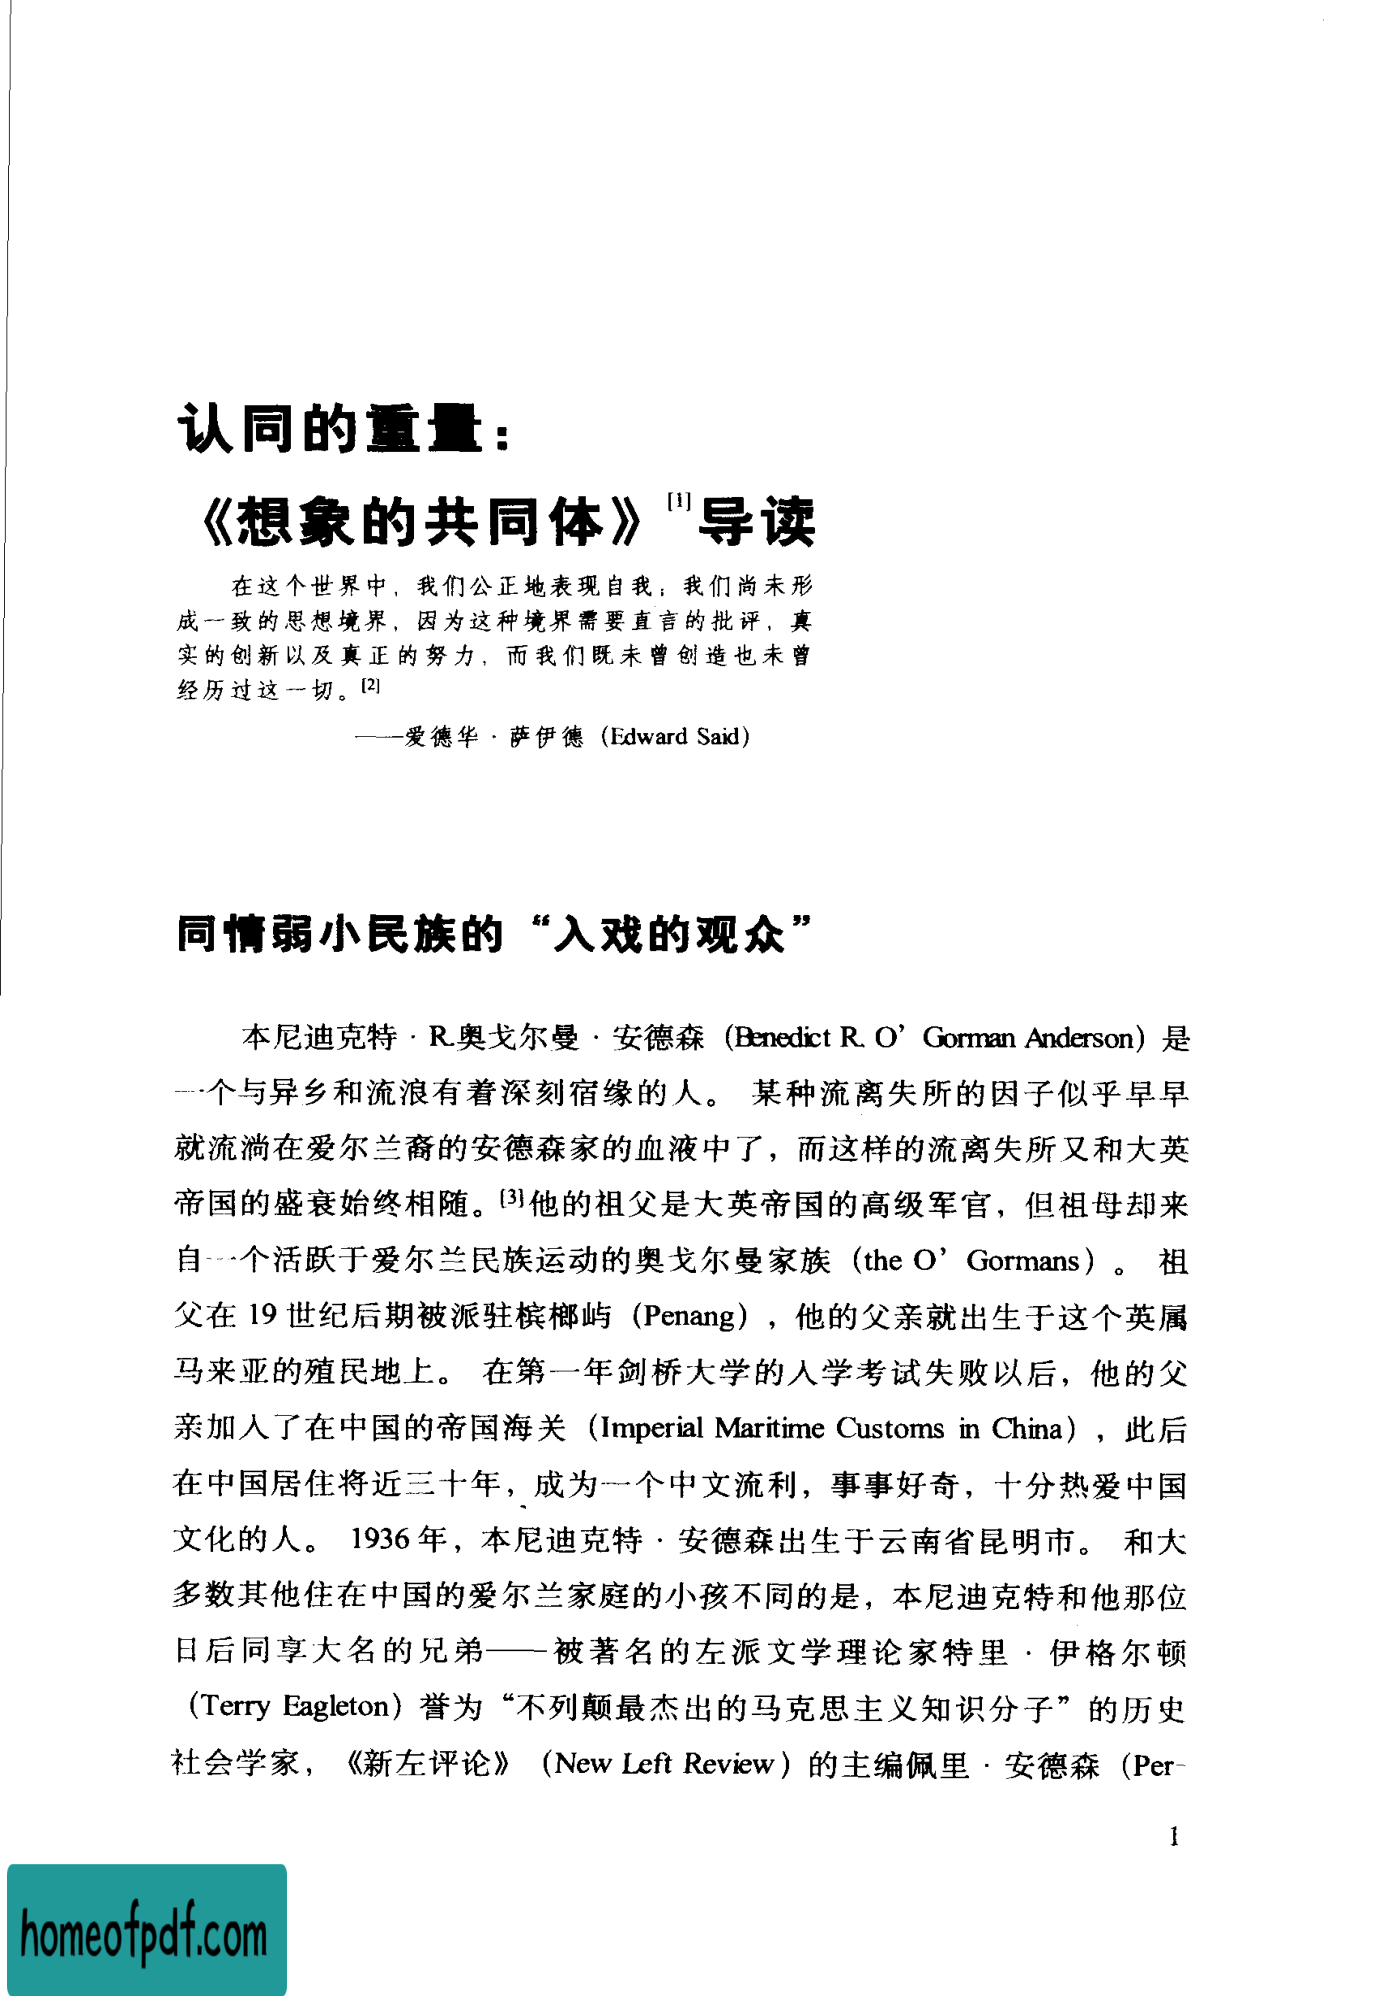 认同的重量：
《想象的共同体》[1]导读
在这个世界中，我们公正地表现自我；我们尚未形
成一致的思想境界，因为这种境界需要直言的批评，真
实的创新以及真正的努力，而我们既未曾创造也未曾
经历过这一切。[2]
——爱德华·萨伊德（Edward Said）
同情弱小民族的“入戏的观众”
本尼迪克特·R.奥戈尔曼·安德森（Benedict R. O’Gorman Anderson）是
一个与异乡和流浪有着深刻宿缘的人。某种流离失所的因子似乎早早
就流淌在爱尔兰裔的安德森家的血液中了，而这样的流离失所又和大英
帝国的盛衰始终相随。[3]他的祖父是大英帝国的高级军官，但祖母却来
自一个活跃于爱尔兰民族运动的奥戈尔曼家族（the O’Gormans）。祖
父在 19 世纪后期被派驻槟榔屿（Penang），他的父亲就出生于这个英属
马来亚的殖民地上。在第一年剑桥大学的入学考试失败以后，他的父
亲加入了在中国的帝国海关（Imperial Maritime Customs in China），此后
在中国居住将近三十年，成为一个中文流利，事事好奇，十分热爱中国
文化的人。1936 年，本尼迪克特·安德森出生于云南省昆明市。和大
多数其他住在中国的爱尔兰家庭的小孩不同的是，本尼迪克特和他那位
日后同享大名的兄弟——被著名的左派文学理论家特里·伊格尔顿
（Terry Eagleton）誉为“不列颠最杰出的马克思主义知识分子”的历史
社会学家，《新左评论》（New Left Review）的主编佩里·安德森（Per-
1
homeofpdf.com